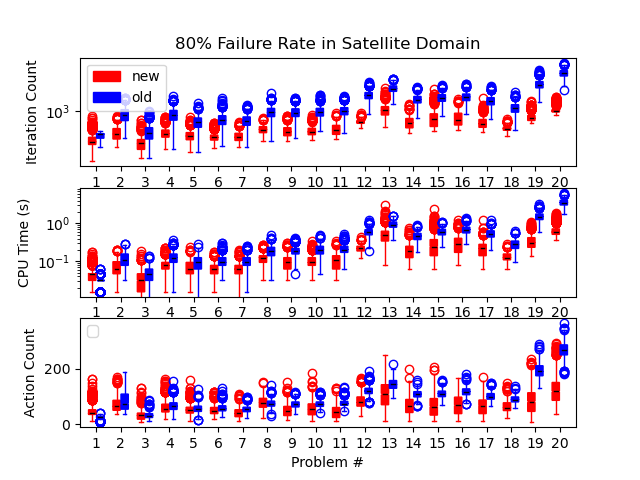 80% Failure Rate in Satellite Domain
Iteration Count
10³
new
old
1 2 3 4 5 6 7 8 9 10 11 12 13 14 15 16 17 18 19 20
CPU Time (s)
10⁰
10⁻¹
1 2 3 4 5 6 7 8 9 10 11 12 13 14 15 16 17 18 19 20
Action Count
200
0
1 2 3 4 5 6 7 8 9 10 11 12 13 14 15 16 17 18 19 20
Problem #